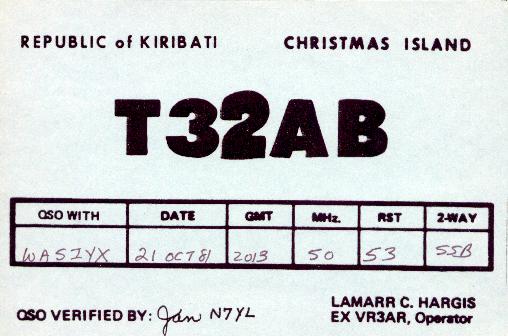 REPUBLIC of KIRIBATI CHRISTMAS ISLAND
T32AB
QSO WITH DATE GMT MHz. RST 2-WAY
WA5IYX 21 OCT 81 2013 50 53 SSB
LAMARR C. HARGIS
QSO VERIFIED BY: Jan N7YL EX VR3AR, Operator